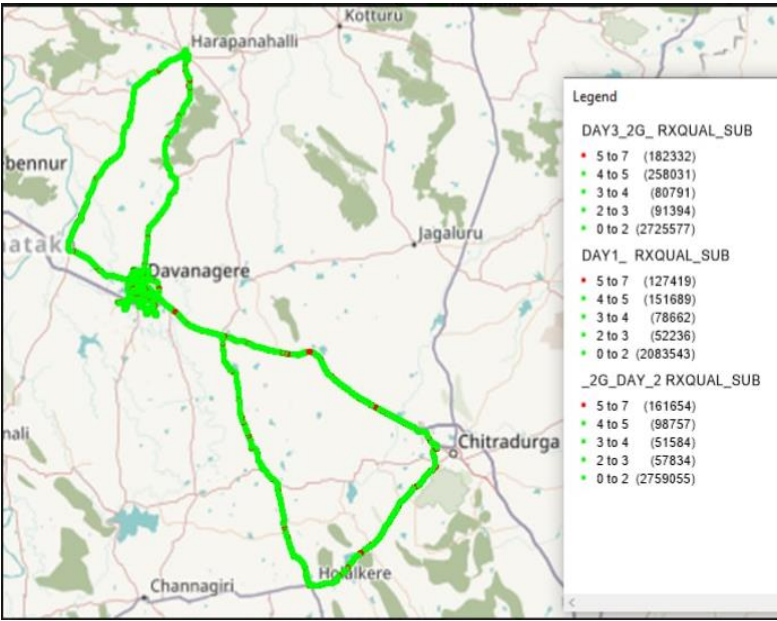 Kotturu
Harapanahalli
bennur
Jagaluru
natak
Davanagere
Chitradurga
nali
Holalkere
Channagiri
Legend
DAY3_2G_ RXQUAL_SUB
5 to 7 (182332)
4 to 5 (258031)
3 to 4 (80791)
2 to 3 (91394)
0 to 2 (2725577)
DAY1_ RXQUAL_SUB
5 to 7 (127419)
4 to 5 (151689)
3 to 4 (78662)
2 to 3 (52236)
0 to 2 (2083543)
_2G_DAY_2 RXQUAL_SUB
5 to 7 (161654)
4 to 5 (98757)
3 to 4 (51584)
2 to 3 (57834)
0 to 2 (2759055)